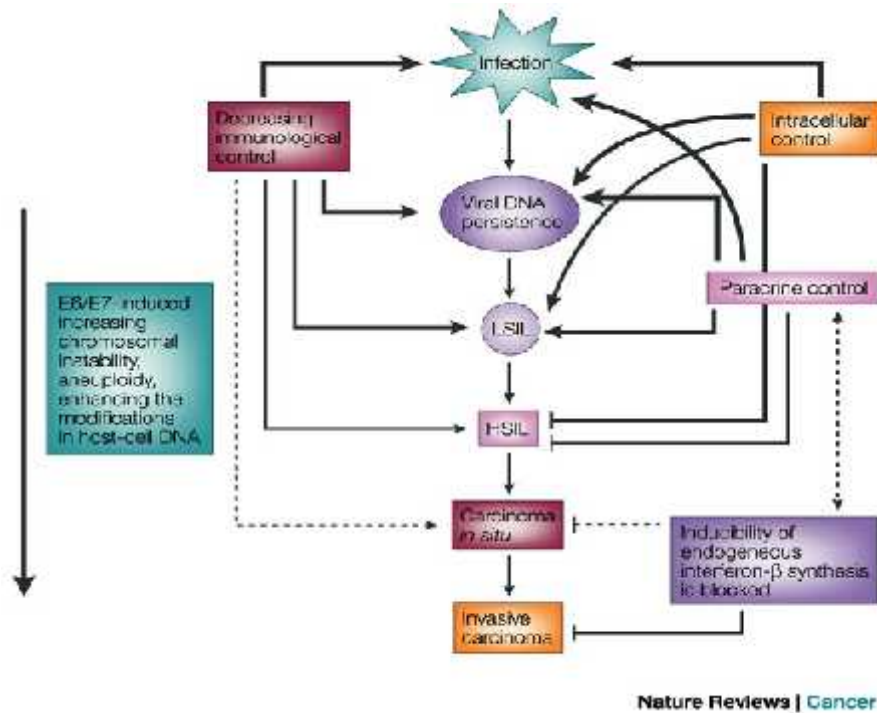 Infection
Decreasing
immunological
control
Intracellular
control
Viral DNA
persistence
Paracrine control
E6/E7-induced
increasing
chromosomal
instability,
aneuploidy,
enhancing the
modifications
in host-cell DNA
LSIL
HSIL
Carcinoma
in situ
Inducibility of
endogeneous
interferon-β synthesis
is blocked
Invasive
carcinoma
Nature Reviews | Cancer